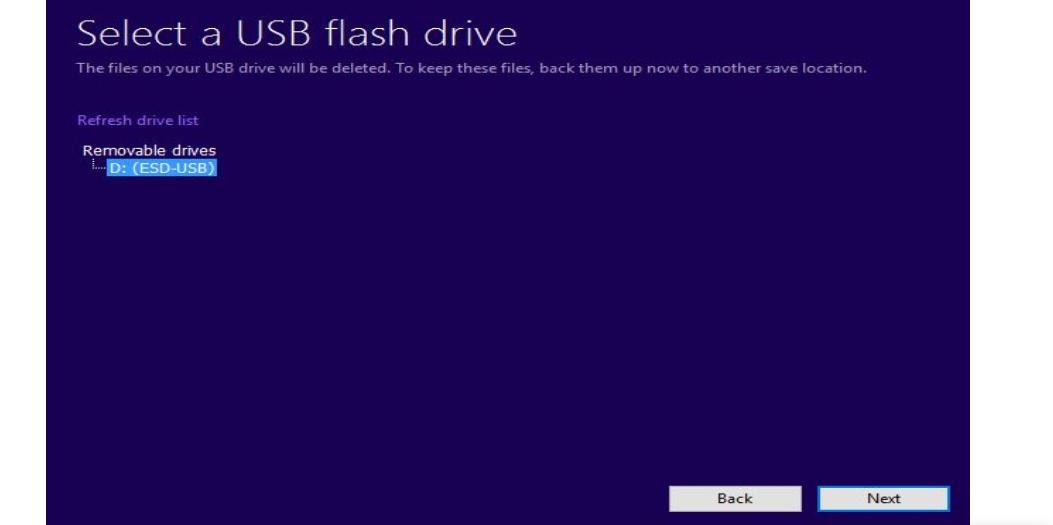 Select a USB flash drive
The files on your USB drive will be deleted. To keep these files, back them up now to another save location.
Refresh drive list
Removable drives
D: (ESD-USB)
Back Next